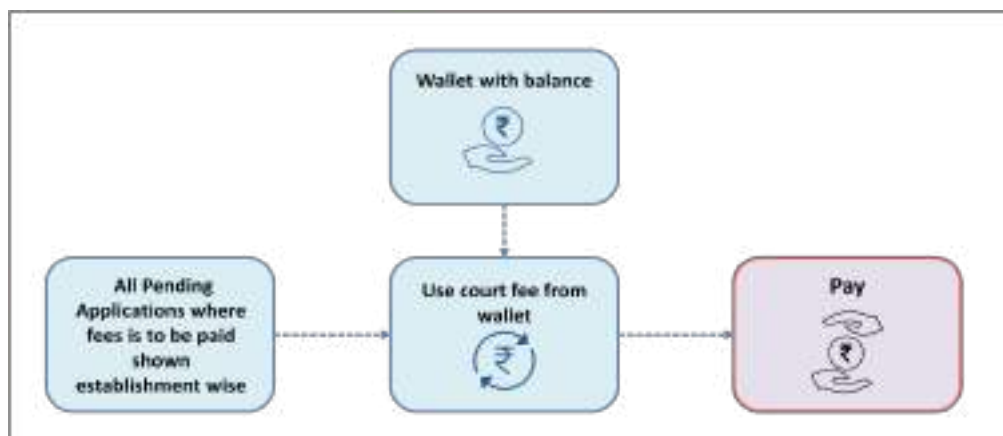 Wallet with balance
₹
All Pending
Applications where
fees is to be paid
shown
establishment wise
Use court fee from
wallet
₹
Pay
₹